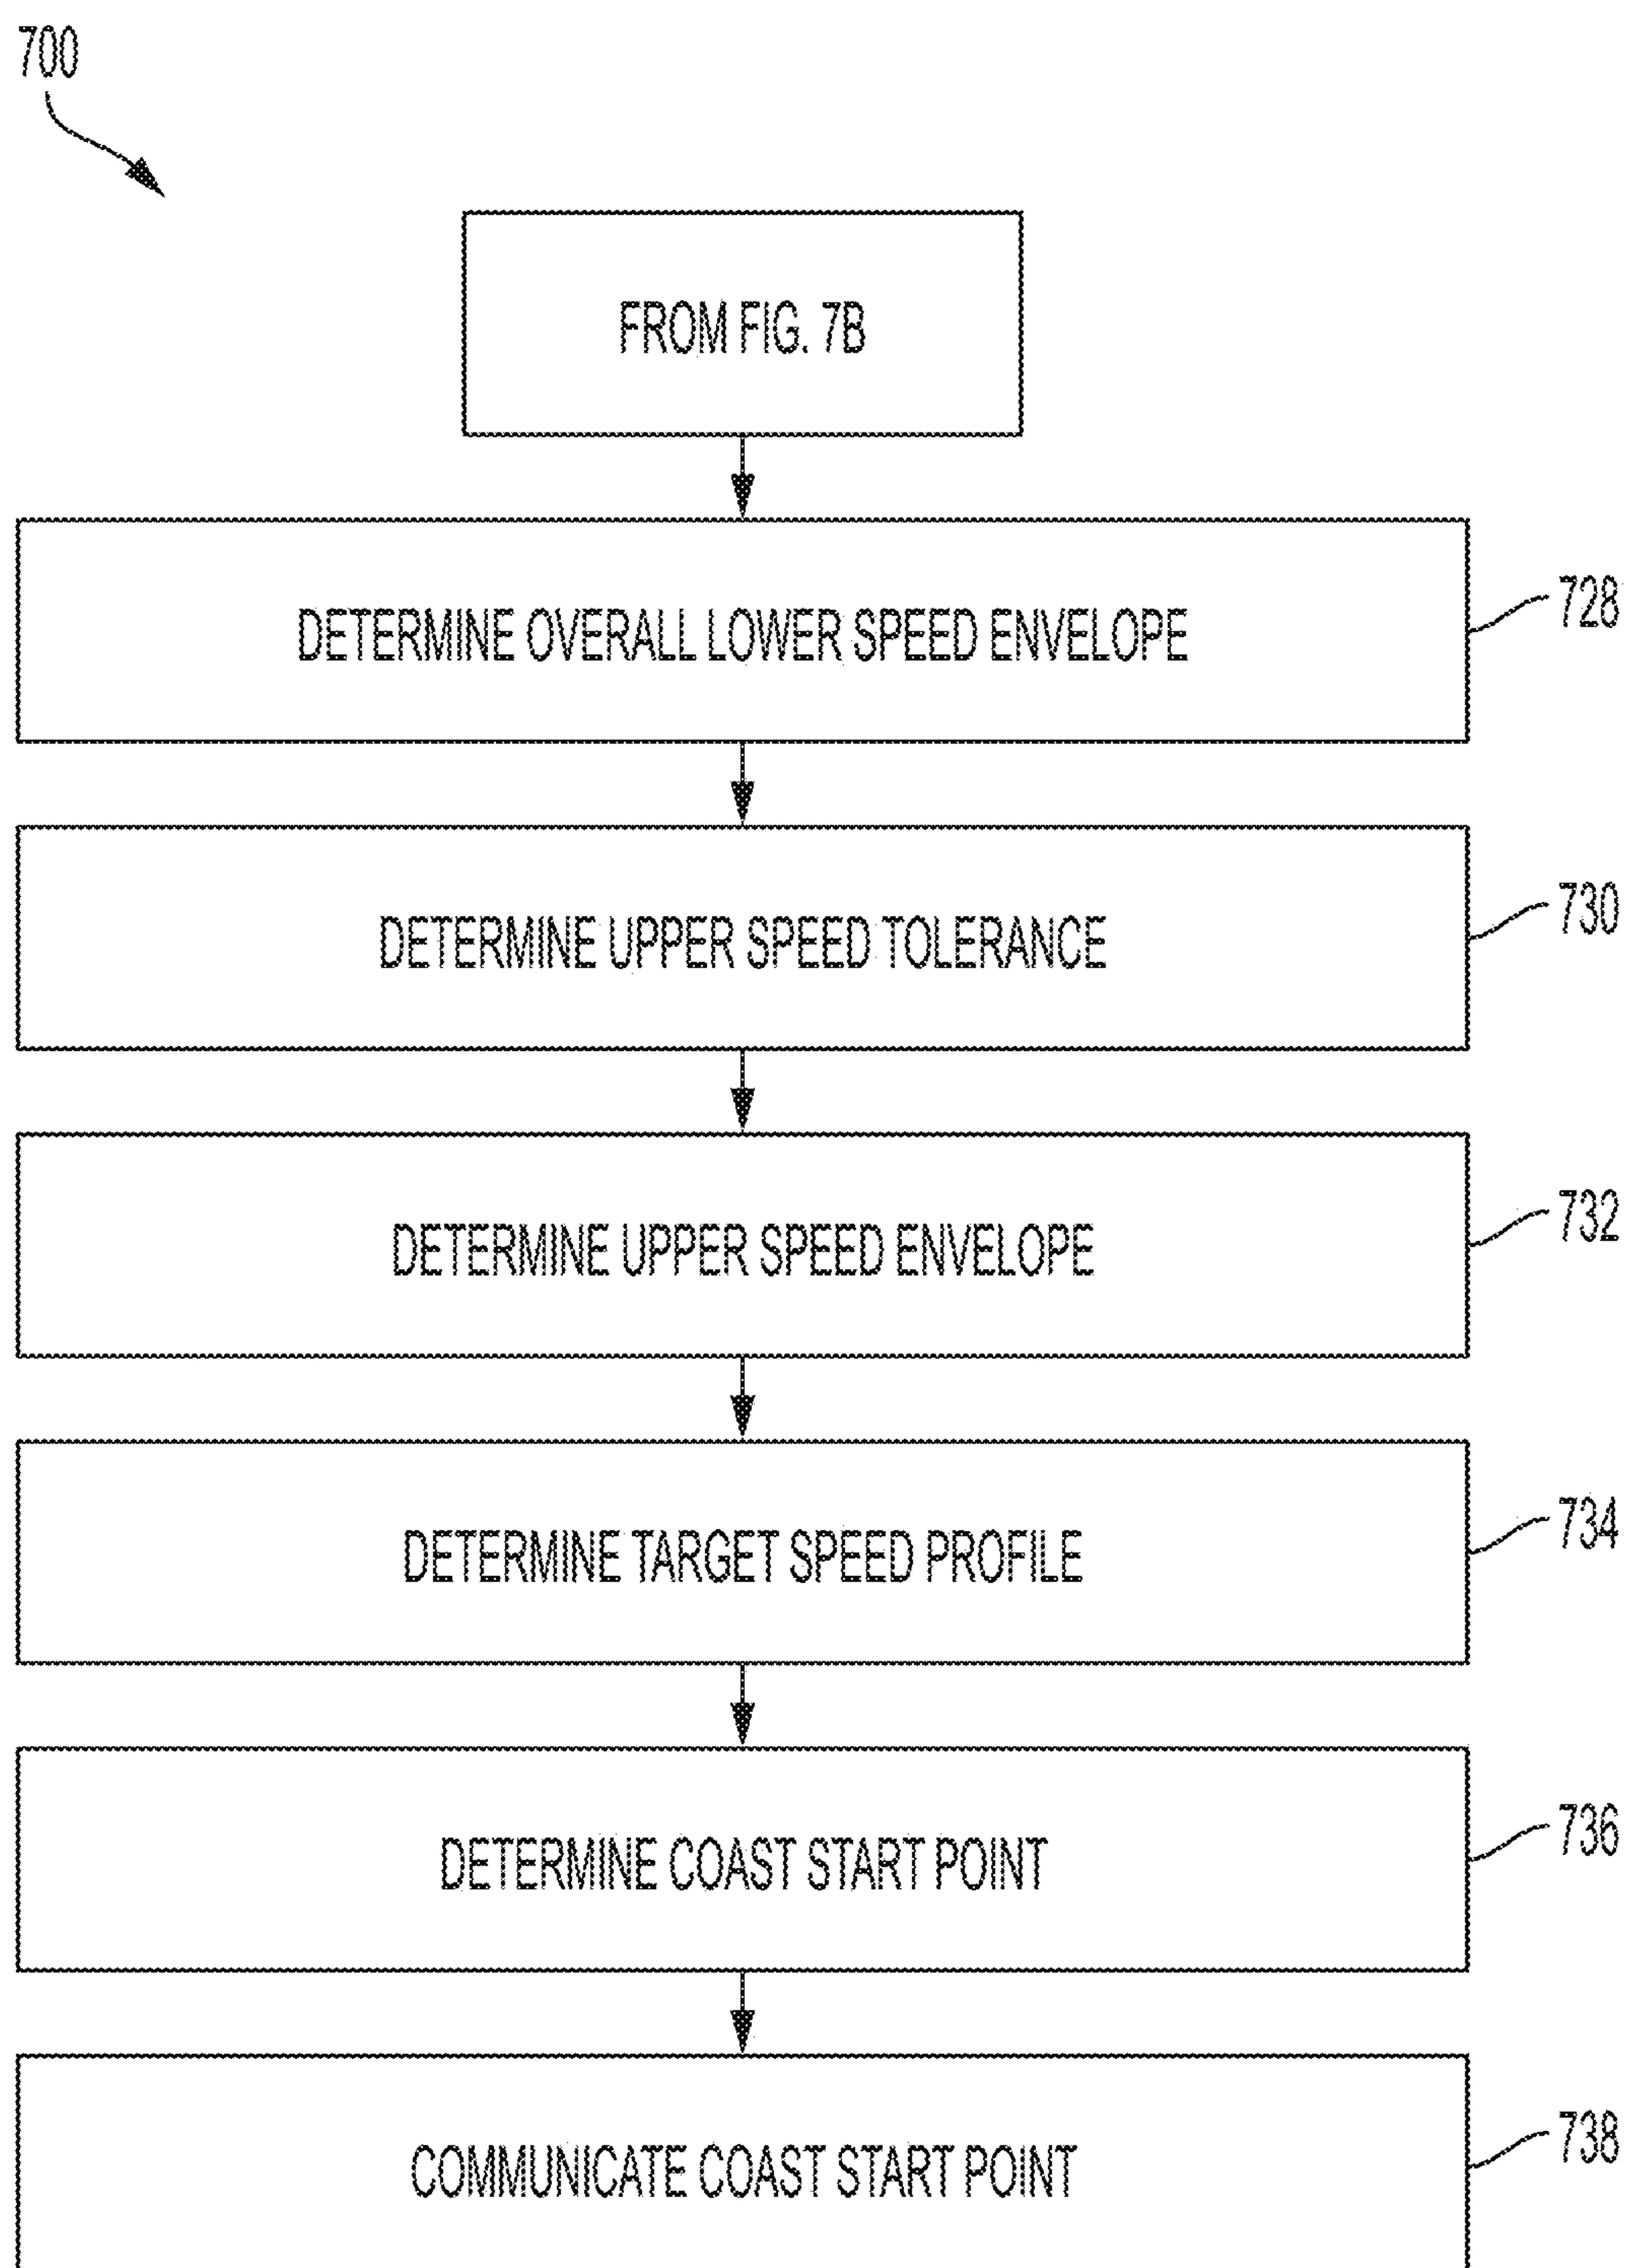 700
FROM FIG. 7B
DETERMINE OVERALL LOWER SPEED ENVELOPE
728
DETERMINE UPPER SPEED TOLERANCE
730
DETERMINE UPPER SPEED ENVELOPE
732
DETERMINE TARGET SPEED PROFILE
734
DETERMINE COAST START POINT
736
COMMUNICATE COAST START POINT
738